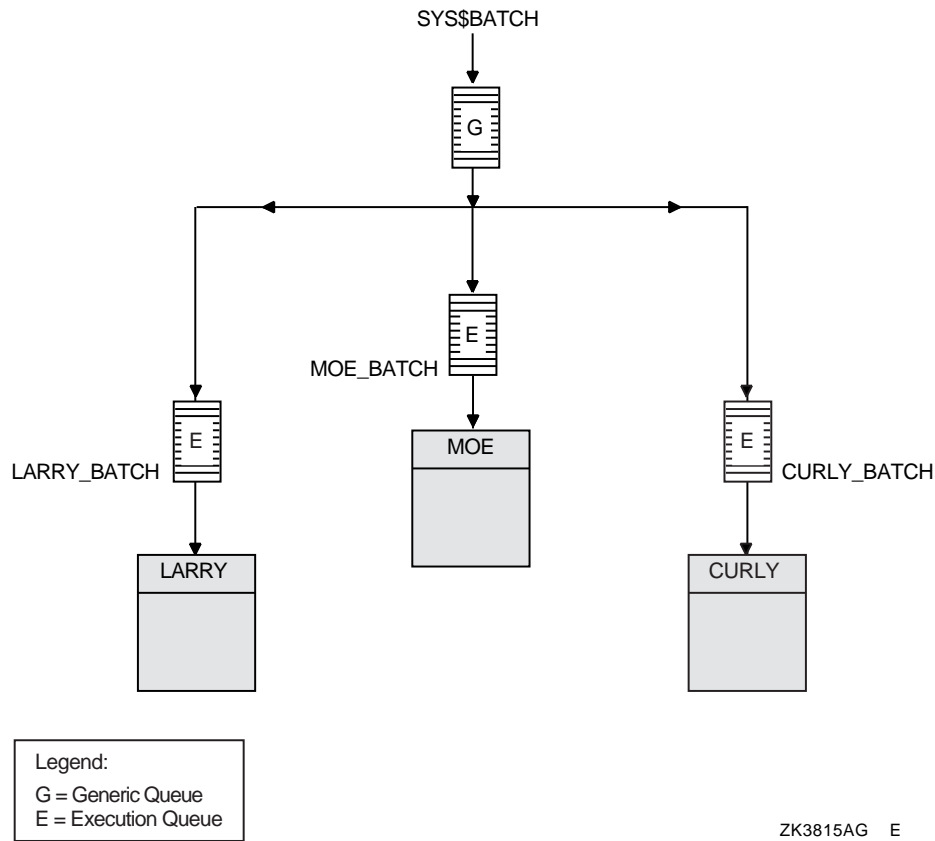 SYS$BATCH
G
E
MOE_BATCH
MOE
E
LARRY_BATCH
E
CURLY_BATCH
LARRY
CURLY
Legend:
G = Generic Queue
E = Execution Queue
ZK3815AG E